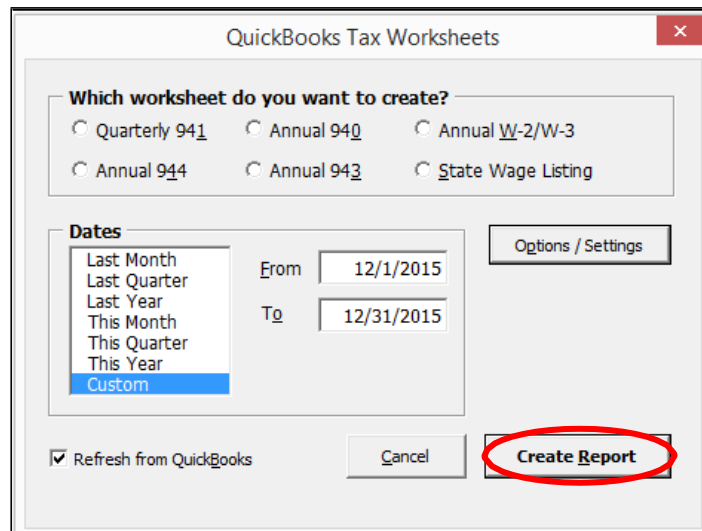 QuickBooks Tax Worksheets
Which worksheet do you want to create?
Quarterly 941 Annual 940 Annual W-2/W-3
Annual 944 Annual 943 State Wage Listing
Dates
Last Month
Last Quarter
Last Year
This Month
This Quarter
This Year
Custom
From 12/1/2015
To 12/31/2015
Options / Settings
Refresh from QuickBooks
Cancel
Create Report